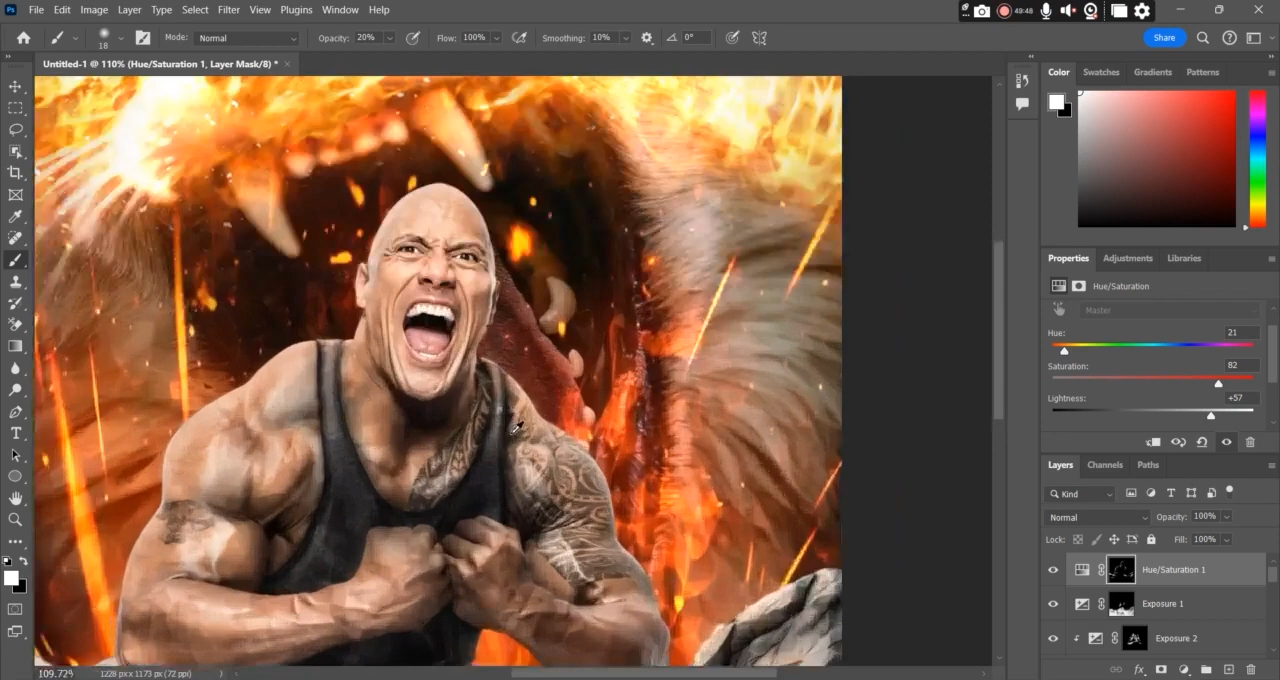 Ps File Edit Image Layer Type Select Filter View Plugins Window Help
49:48
18
Mode: Normal Opacity: 20% Flow: 100% Smoothing: 10% 0° Share
Untitled-1 @ 110% (Hue/Saturation 1, Layer Mask/8) *
Color Swatches Gradients Patterns
Properties Adjustments Libraries
Hue/Saturation
Master
Hue: 21
Saturation: 82
Lightness: +57
Layers Channels Paths
Kind
Normal Opacity: 100%
Lock: Fill: 100%
Hue/Saturation 1
Exposure 1
Exposure 2
109.72% 1228 px x 1173 px (72 ppi)
fx